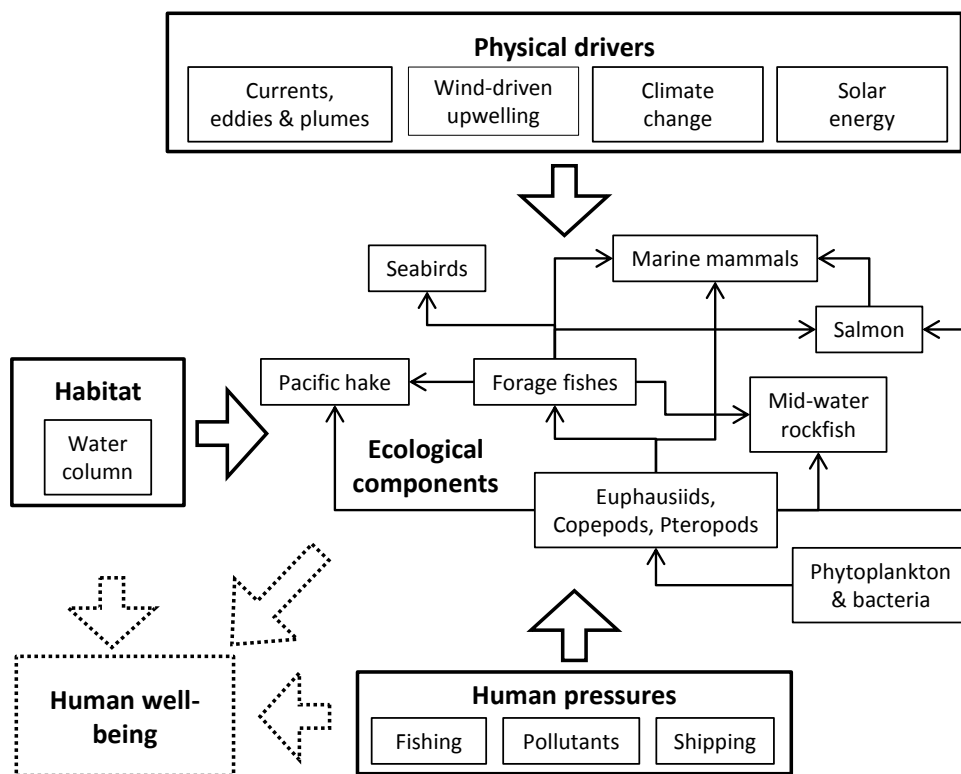 Physical drivers
Currents,
eddies & plumes
Wind-driven
upwelling
Climate
change
Solar
energy
Seabirds
Marine mammals
Salmon
Habitat
Water
column
Pacific hake
Forage fishes
Mid-water
rockfish
Ecological
components
Euphausiids,
Copepods, Pteropods
Phytoplankton
& bacteria
Human well-
being
Human pressures
Fishing
Pollutants
Shipping